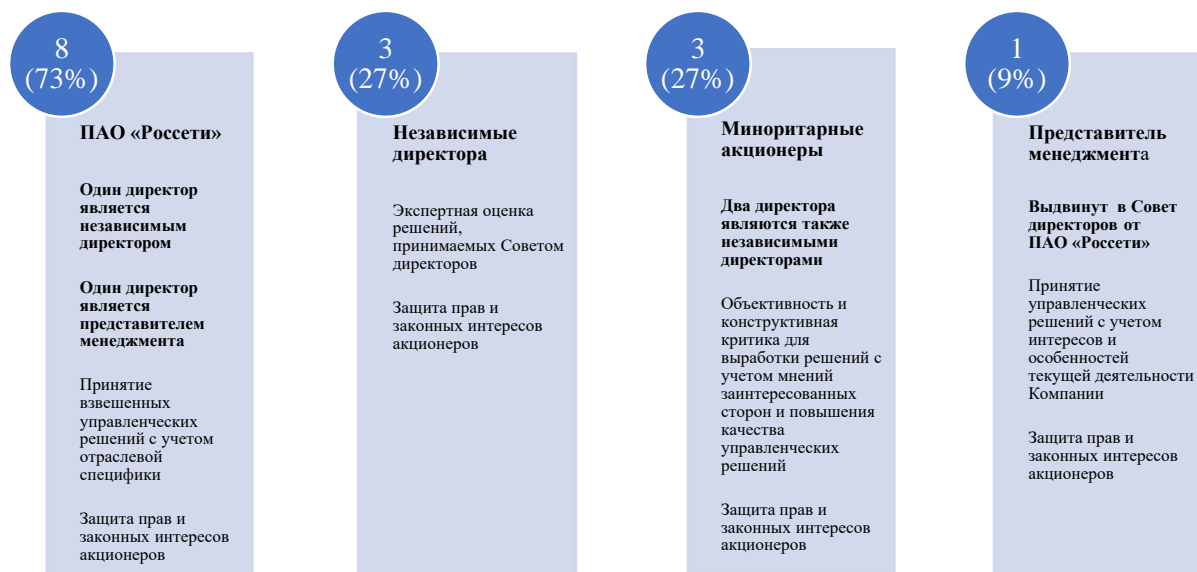 8
(73%)
ПАО «Россети»
Один директор
является
независимым
директором
Один директор
является
представителем
менеджмента
Принятие
взвешенных
управленческих
решений с учетом
отраслевой
специфики
Защита прав и
законных интересов
акционеров
3
(27%)
Независимые
директора
Экспертная оценка
решений,
принимаемых Советом
директоров
Защита прав и
законных интересов
акционеров
3
(27%)
Миноритарные
акционеры
Два директора
являются также
независимыми
директорами
Объективность и
конструктивная
критика для
выработки решений с
учетом мнений
заинтересованных
сторон и повышения
качества
управленческих
решений
Защита прав и
законных интересов
акционеров
1
(9%)
Представитель
менеджмента
Выдвинут в Совет
директоров от
ПАО «Россети»
Принятие
управленческих
решений с учетом
интересов и
особенностей
текущей деятельности
Компании
Защита прав и
законных интересов
акционеров